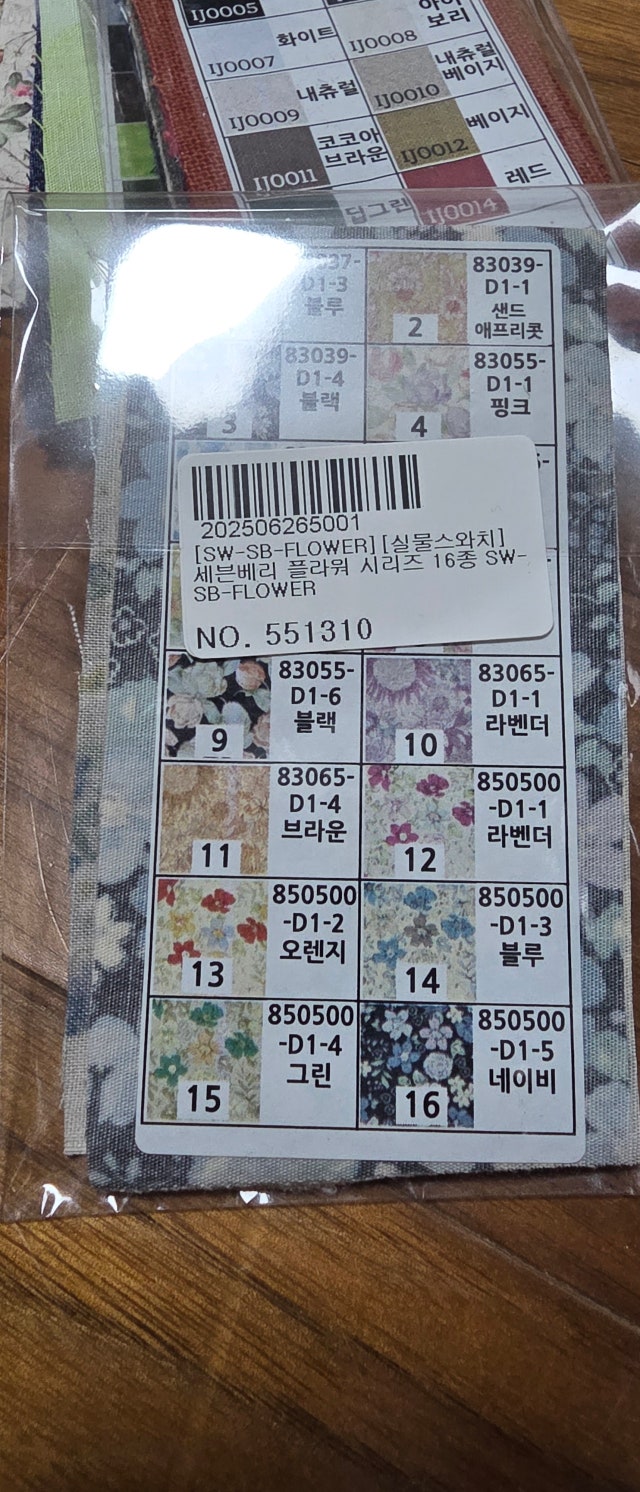 IJ0005
화이트
IJ0007
IJ0008
보리
내츄럴
IJ0009
내츄럴
베이지
IJ0010
코코아
브라운
IJ0011
베이지
IJ0012
레드
딥그린
IJ0014
D1-3
블루
83039-
D1-1
샌드
애프리콧
2
83039-
D1-4
블랙
3
83055-
D1-1
핑크
4
202506265001
[SW-SB-FLOWER][실물스와치]
세븐베리 플라워 시리즈 16종 SW-
SB-FLOWER
NO. 551310
83055-
D1-6
블랙
9
83065-
D1-1
라벤더
10
83065-
D1-4
브라운
11
850500
-D1-1
라벤더
12
850500
-D1-2
오렌지
13
850500
-D1-3
블루
14
850500
-D1-4
그린
15
850500
-D1-5
네이비
16